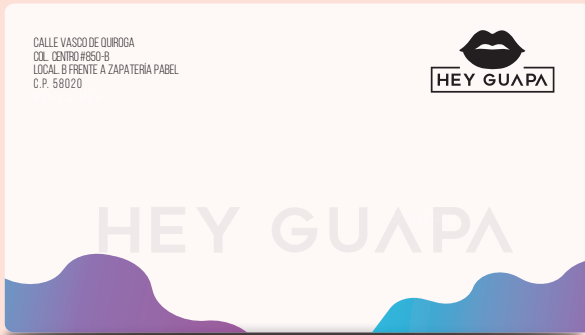 CALLE VASCO DE QUIROGA
COL. CENTRO #850-B
LOCAL B FRENTE A ZAPATERÍA PABEL
C.P. 58020
HEY GUAPA
HEY GUAPA